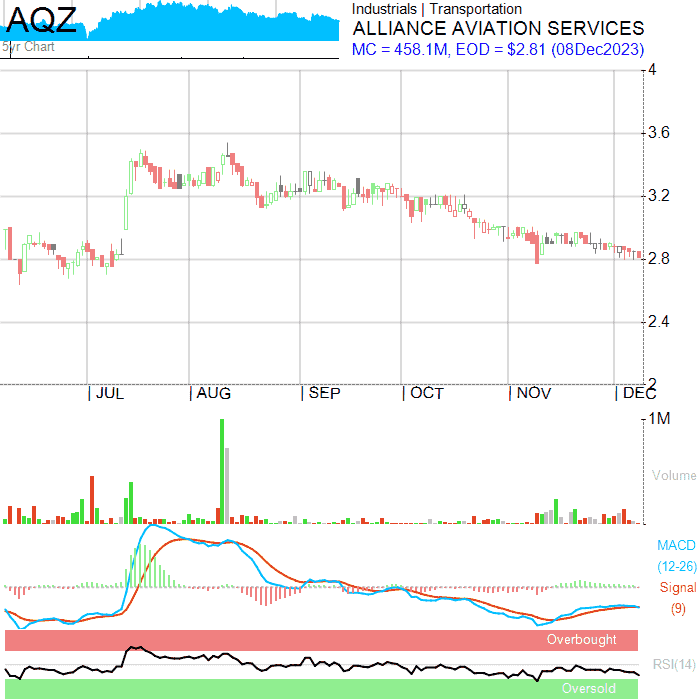 AQZ
5yr Chart
Industrials | Transportation
ALLIANCE AVIATION SERVICES
MC = 458.1M, EOD = $2.81 (08Dec2023)
4
3.6
3.2
2.8
2.4
2
JUL AUG SEP OCT NOV DEC
1M
Volume
MACD
(12-26)
Signal
(9)
Overbought
RSI(14)
Oversold